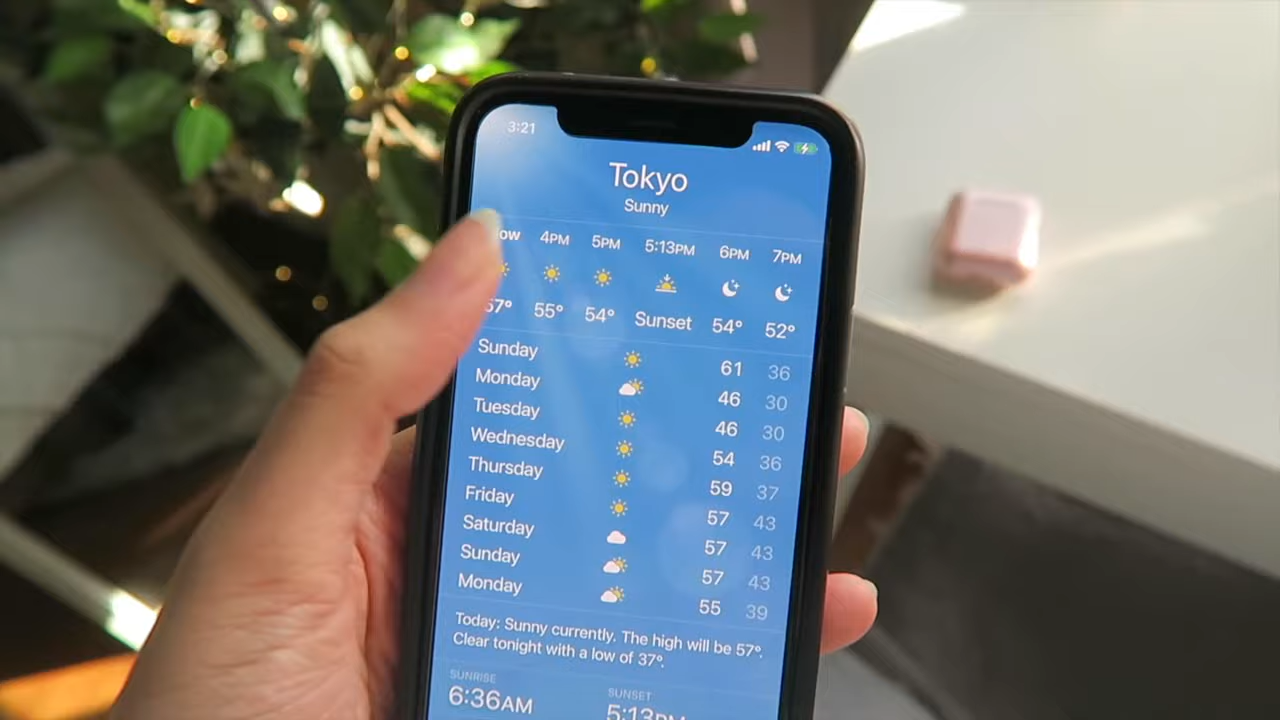 3:21
Tokyo
Sunny
4PM 5PM 5:13PM 6PM 7PM
57° 55° 54° Sunset 54° 52°
Sunday 61 36
Monday 46 30
Tuesday 46 30
Wednesday 54 36
Thursday 59 37
Friday 57 43
Saturday 57 43
Sunday 57 43
Monday 55 39
Today: Sunny currently. The high will be 57°.
Clear tonight with a low of 37°.
SUNRISE SUNSET
6:36AM 5:13PM